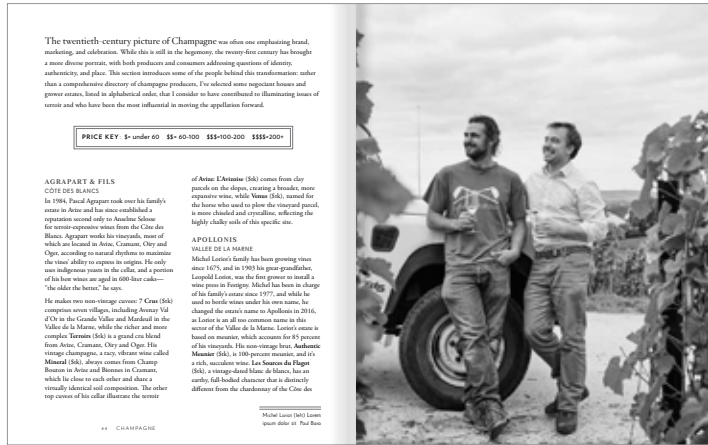 The twentieth-century picture of Champagne was often one emphasizing brand,
marketing, and celebration. While this is still in the hegemony, the twenty-first century has brought
a more diverse portrait, with both producers and consumers addressing questions of identity,
authenticity, and place. This section introduces some of the people behind this transformation: rather
than a comprehensive directory of champagne producers, I've selected some negociant houses and
grower estates, listed in alphabetical order, that I consider to have contributed to illuminating issues of
terroir and who have been the most influential in moving the appellation forward.
PRICE KEY: $= under 60 $$= 60-100 $$$=100-200 $$$$=200+
AGRAPART & FILS
CÔTE DES BLANCS
In 1984, Pascal Agrapart took over his family's
estate in Avize and has since established a
reputation second only to Anselme Selosse
for terroir-expressive wines from the Côte des
Blancs. Agrapart works his vineyards, most of
which are located in Avize, Cramant, Oiry and
Oger, according to natural rhythms to maximize
the vines' ability to express its origins. He only
uses indigenous yeasts in the cellar, and a portion
of his best wines are aged in 600-liter casks—
"the older the better," he says.
He makes two non-vintage cuvees: 7 Crus ($tk)
comprises seven villages, including Avenay Val
d'Or in the Grande Vallee and Mardeuil in the
Vallee de la Marne, while the richer and more
complex Terroirs ($tk) is a grand cru blend
from Avize, Cramant, Oiry and Oger. His
vintage champagne, a racy, vibrant wine called
Mineral ($tk), always comes from Champ
Bouton in Avize and Bionnes in Cramant,
which lie close to each other and share a
virtually identical soil composition. The other
top cuvees of his cellar illustrate the terroir
of Avize: L'Avizoise ($tk) comes from clay
parcels on the slopes, creating a broader, more
expansive wine, while Venus ($tk), named for
the horse who used to plow the vineyard parcel,
is more chiseled and crystalline, reflecting the
highly chalky soils of this specific site.
APOLLONIS
VALLEE DE LA MARNE
Michel Loriot's family has been growing vines
since 1675, and in 1903 his great-grandfather,
Leopold Loriot, was the first grower to install a
wine press in Festigny. Michel has been in charge
of his family's estate since 1977, and while he
used to bottle wines under his own name, he
changed the estate's name to Apollonis in 2016,
as Loriot is an all too common name in this
sector of the Vallee de la Marne. Loriot's estate is
based on meunier, which accounts for 85 percent
of his vineyards. His non-vintage brut, Authentic
Meunier ($tk), is 100-percent meunier, and it's
a rich, succulent wine. Les Sources du Flagot
($tk), a vintage-dated blanc de blancs, has an
earthy, full-bodied character that is distinctly
different from the chardonnay of the Côte des
Michel Loriot (left) Lorem
ipsum dolor sit Paul Bara
44 CHAMPAGNE